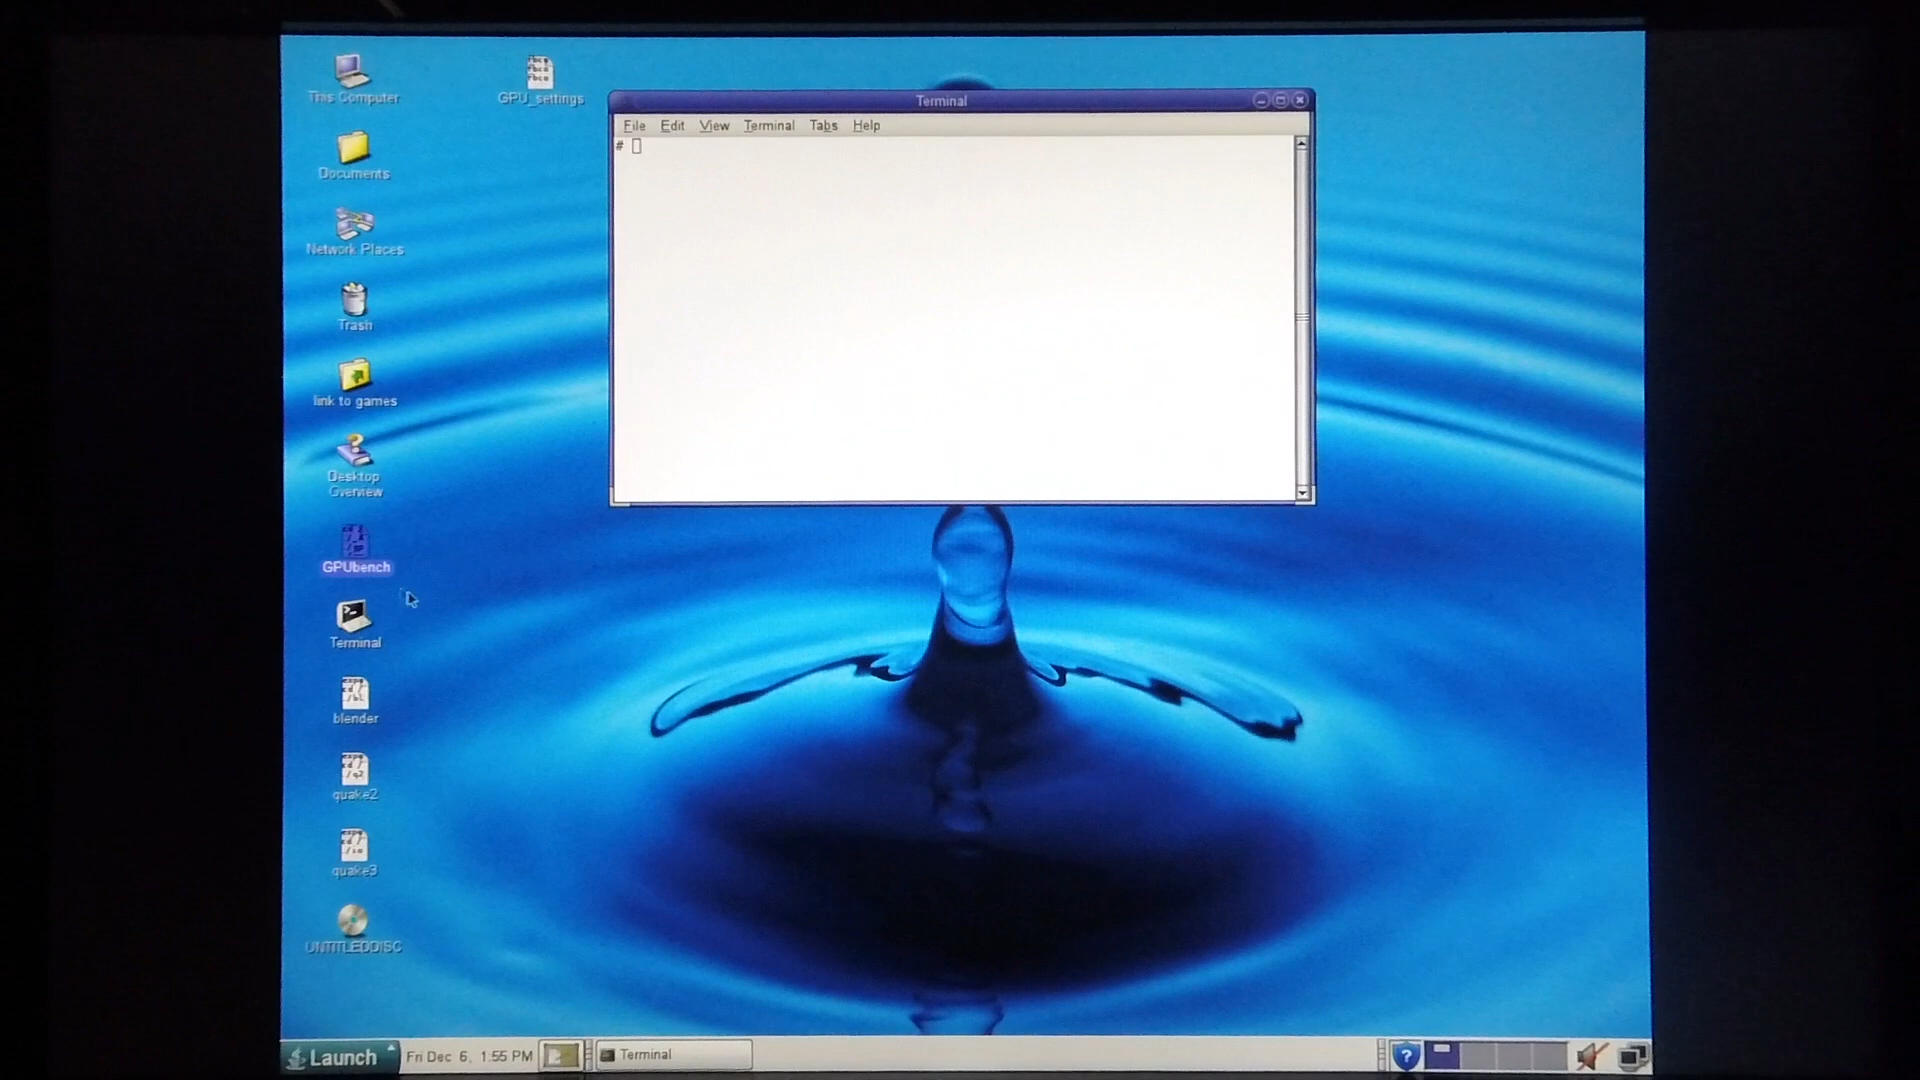 This Computer
GPU_settings
Documents
Network Places
Trash
link to games
Desktop
Overview
GPUbench
Terminal
blender
quake2
quake3
UNTITLEDDISC
Terminal
File Edit View Terminal Tabs Help
#
Launch Fri Dec 6, 1:55 PM Terminal ?